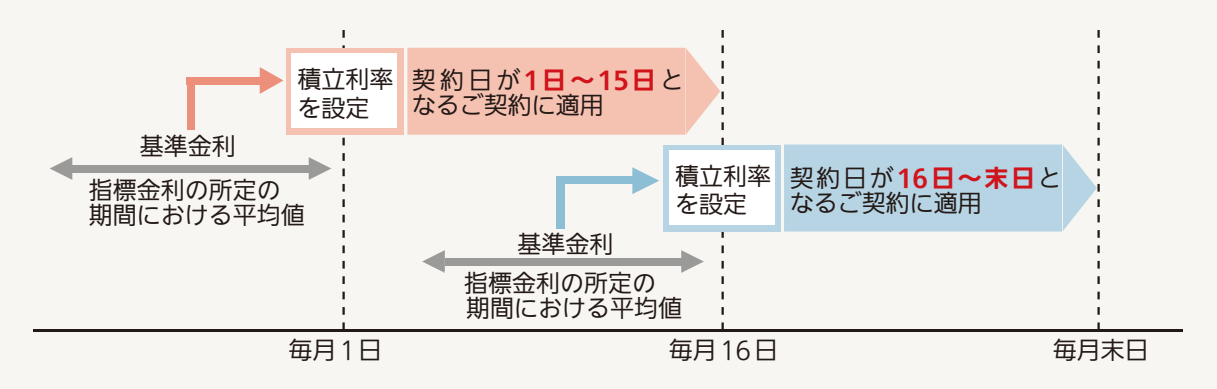 積立利率
を設定
契約日が1日～15日と
なるご契約に適用
基準金利
指標金利の所定の
期間における平均値
積立利率
を設定
契約日が16日～末日と
なるご契約に適用
基準金利
指標金利の所定の
期間における平均値
毎月1日
毎月16日
毎月末日